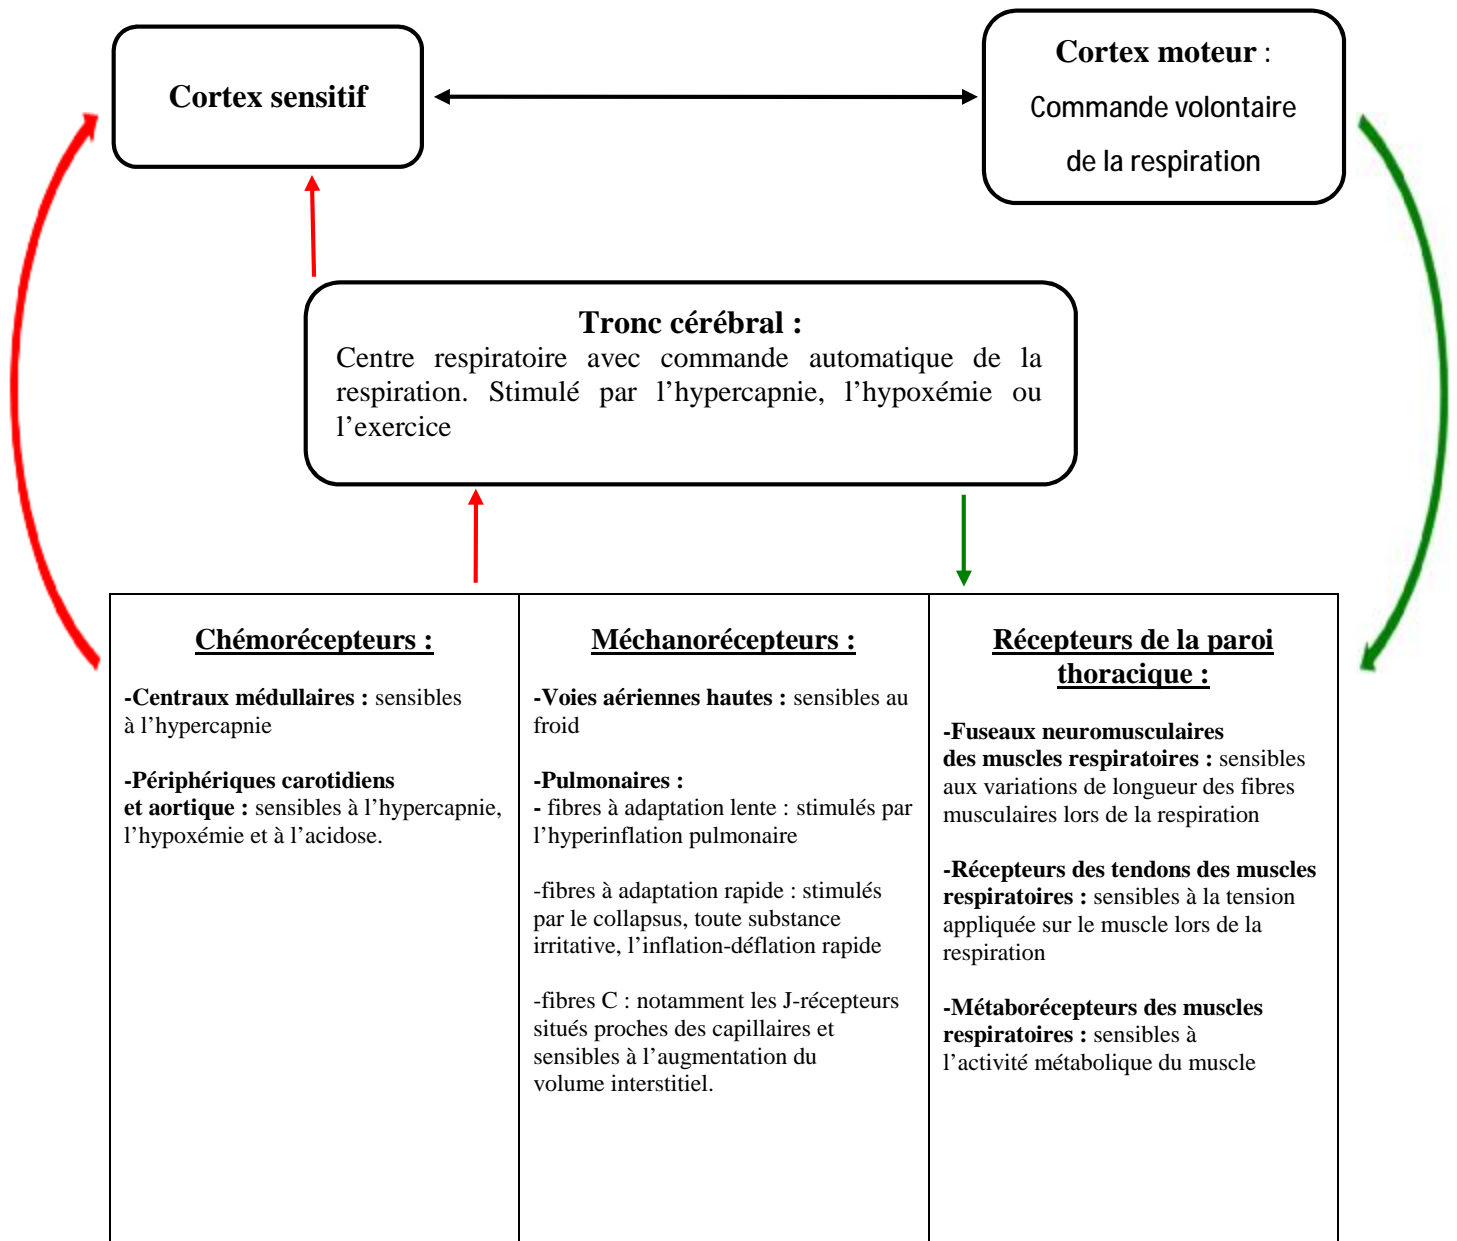 Cortex sensitif
Cortex moteur :
Commande volontaire
de la respiration
Tronc cérébral :
Centre respiratoire avec commande automatique de la
respiration. Stimulé par l’hypercapnie, l’hypoxémie ou
l’exercice
Chémorécepteurs :
-Centraux médullaires : sensibles
à l’hypercapnie
-Périphériques carotidiens
et aortique : sensibles à l’hypercapnie,
l’hypoxémie et à l’acidose.
Méchanorécepteurs :
-Voies aériennes hautes : sensibles au
froid
-Pulmonaires :
- fibres à adaptation lente : stimulés par
l’hyperinflation pulmonaire
-fibres à adaptation rapide : stimulés
par le collapsus, toute substance
irritative, l’inflation-déflation rapide
-fibres C : notamment les J-récepteurs
situés proches des capillaires et
sensibles à l’augmentation du
volume interstitiel.
Récepteurs de la paroi
thoracique :
-Fuseaux neuromusculaires
des muscles respiratoires : sensibles
aux variations de longueur des fibres
musculaires lors de la respiration
-Récepteurs des tendons des muscles
respiratoires : sensibles à la tension
appliquée sur le muscle lors de la
respiration
-Métaborécepteurs des muscles
respiratoires : sensibles à
l’activité métabolique du muscle